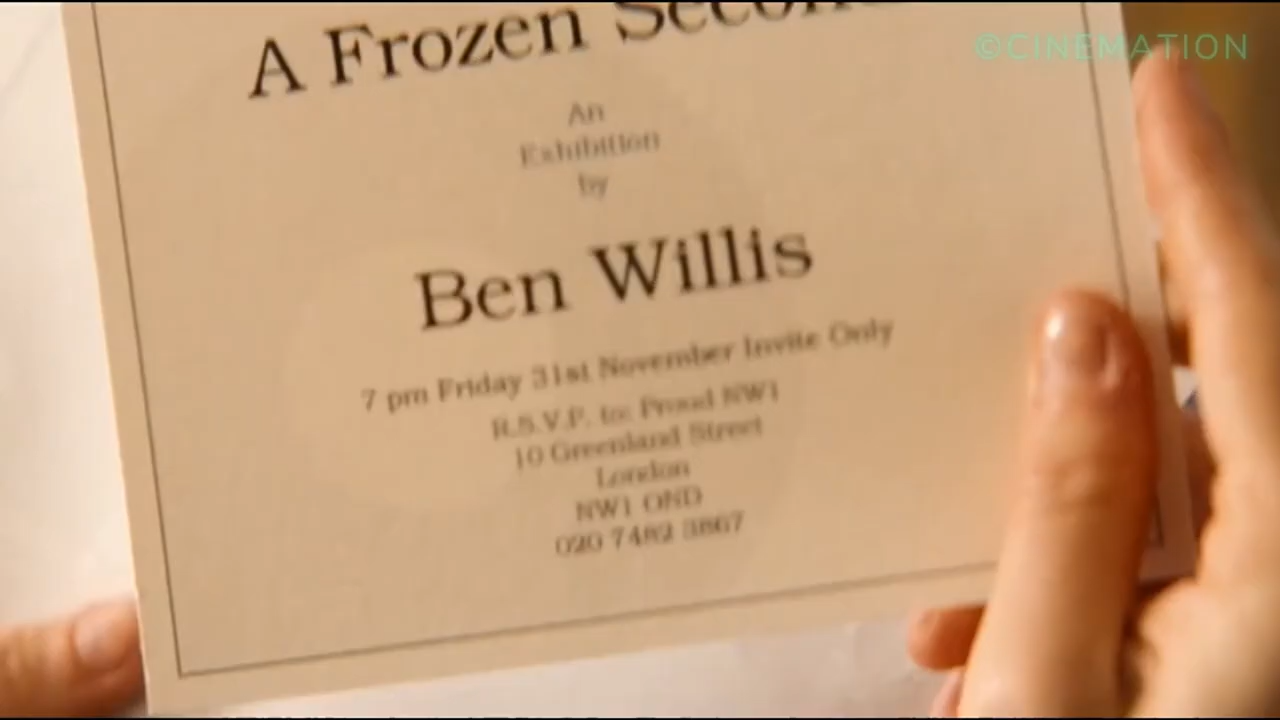 ©CINEMATION
A Frozen Second
An
Exhibition
by
Ben Willis
7 pm Friday 31st November Invite Only
R.S.V.P. to: Proud NW1
10 Greenland Street
London
NW1 0ND
020 7482 3867